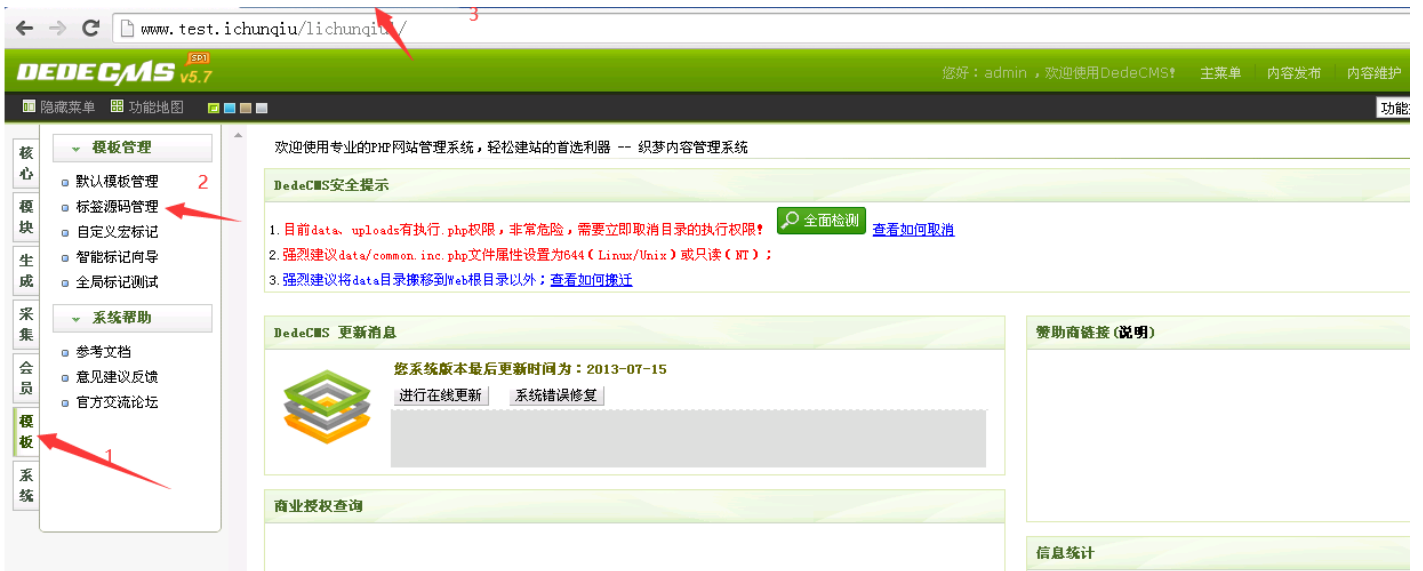 3
www.test.ichunqiu/lichunqiu/
DEDECMS v5.7 SP1
您好：admin，欢迎使用DedeCMS！ 主菜单 内容发布 内容维护
隐藏菜单 功能地图
核心
模块
生成
采集
会员
模板
系统
模板管理
默认模板管理
2
标签源码管理
自定义宏标记
智能标记向导
全局标记测试
系统帮助
参考文档
意见建议反馈
官方交流论坛
1
欢迎使用专业的PHP网站管理系统，轻松建站的首选利器 -- 织梦内容管理系统
DedeCMS安全提示
1.目前data、uploads有执行.php权限，非常危险，需要立即取消目录的执行权限！ 全面检测 查看如何取消
2.强烈建议data/common.inc.php文件属性设置为644（Linux/Unix）或只读（NT）；
3.强烈建议将data目录搬移到Web根目录以外；查看如何搬迁
DedeCMS 更新消息
您系统版本最后更新时间为：2013-07-15
进行在线更新 系统错误修复
商业授权查询
赞助商链接(说明)
信息统计